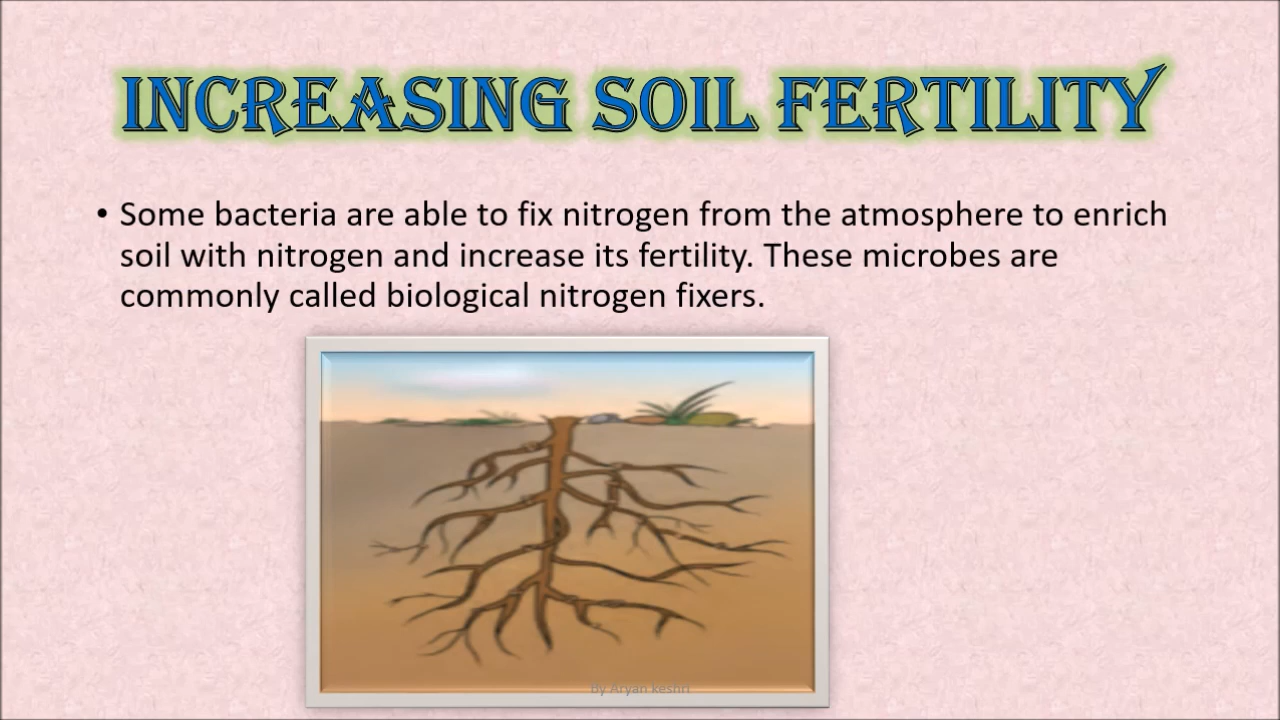 INCREASING SOIL FERTILITY
• Some bacteria are able to fix nitrogen from the atmosphere to enrich
soil with nitrogen and increase its fertility. These microbes are
commonly called biological nitrogen fixers.
By Aryan keshri